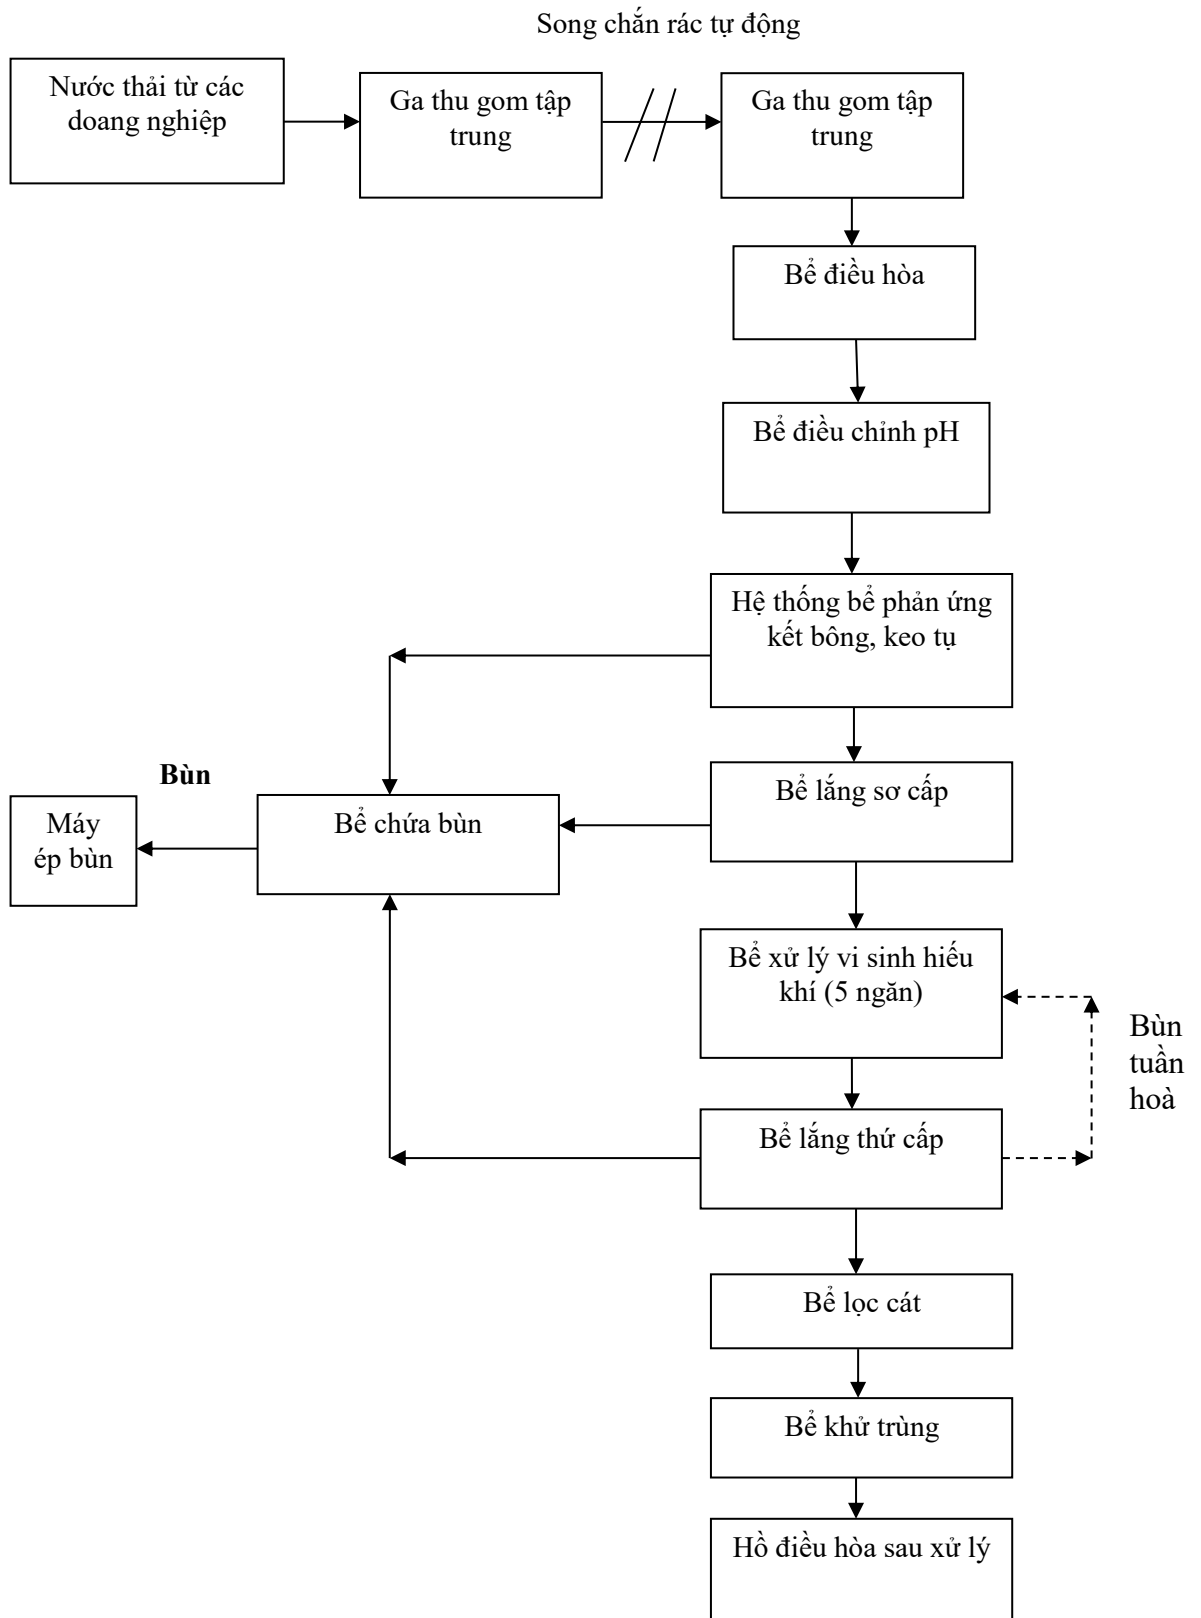 Song chắn rác tự động
Nước thải từ các
doang nghiệp
Ga thu gom tập
trung
Ga thu gom tập
trung
Bể điều hòa
Bể điều chỉnh pH
Hệ thống bể phản ứng
kết bông, keo tụ
Bùn
Máy
ép bùn
Bể chứa bùn
Bể lắng sơ cấp
Bể xử lý vi sinh hiếu
khí (5 ngăn)
Bùn
tuần
hoà
Bể lắng thứ cấp
Bể lọc cát
Bể khử trùng
Hồ điều hòa sau xử lý